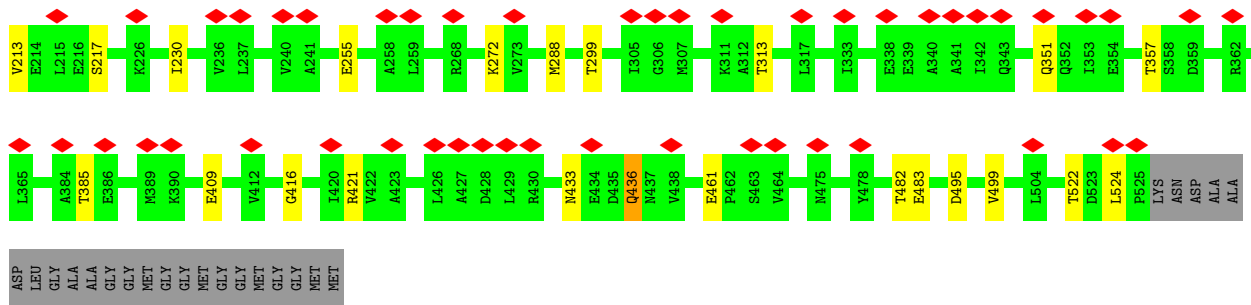 V213 E214 L215 E216 S217 K226 I230 V236 L237 V240 A241 E255 A258 L259 R268 K272 V273 M288 T299 I305 G306 M307 K311 A312 T313 L317 I333 E338 E339 A340 A341 I342 Q343 Q351 Q352 I353 E354 T357 S358 D359 R362
L365 A384 T385 E386 M389 K390 E409 V412 G416 I420 R421 V422 A423 L426 A427 D428 L429 R430 N433 E434 D435 Q436 N437 V438 E461 P462 S463 V464 N475 Y478 T482 E483 D495 V499 L504 T522 D523 L524 P525 LYS ASN ASP ALA ALA
ASP LEU GLY ALA ALA GLY GLY MET GLY GLY MET GLY GLY MET GLY GLY MET MET